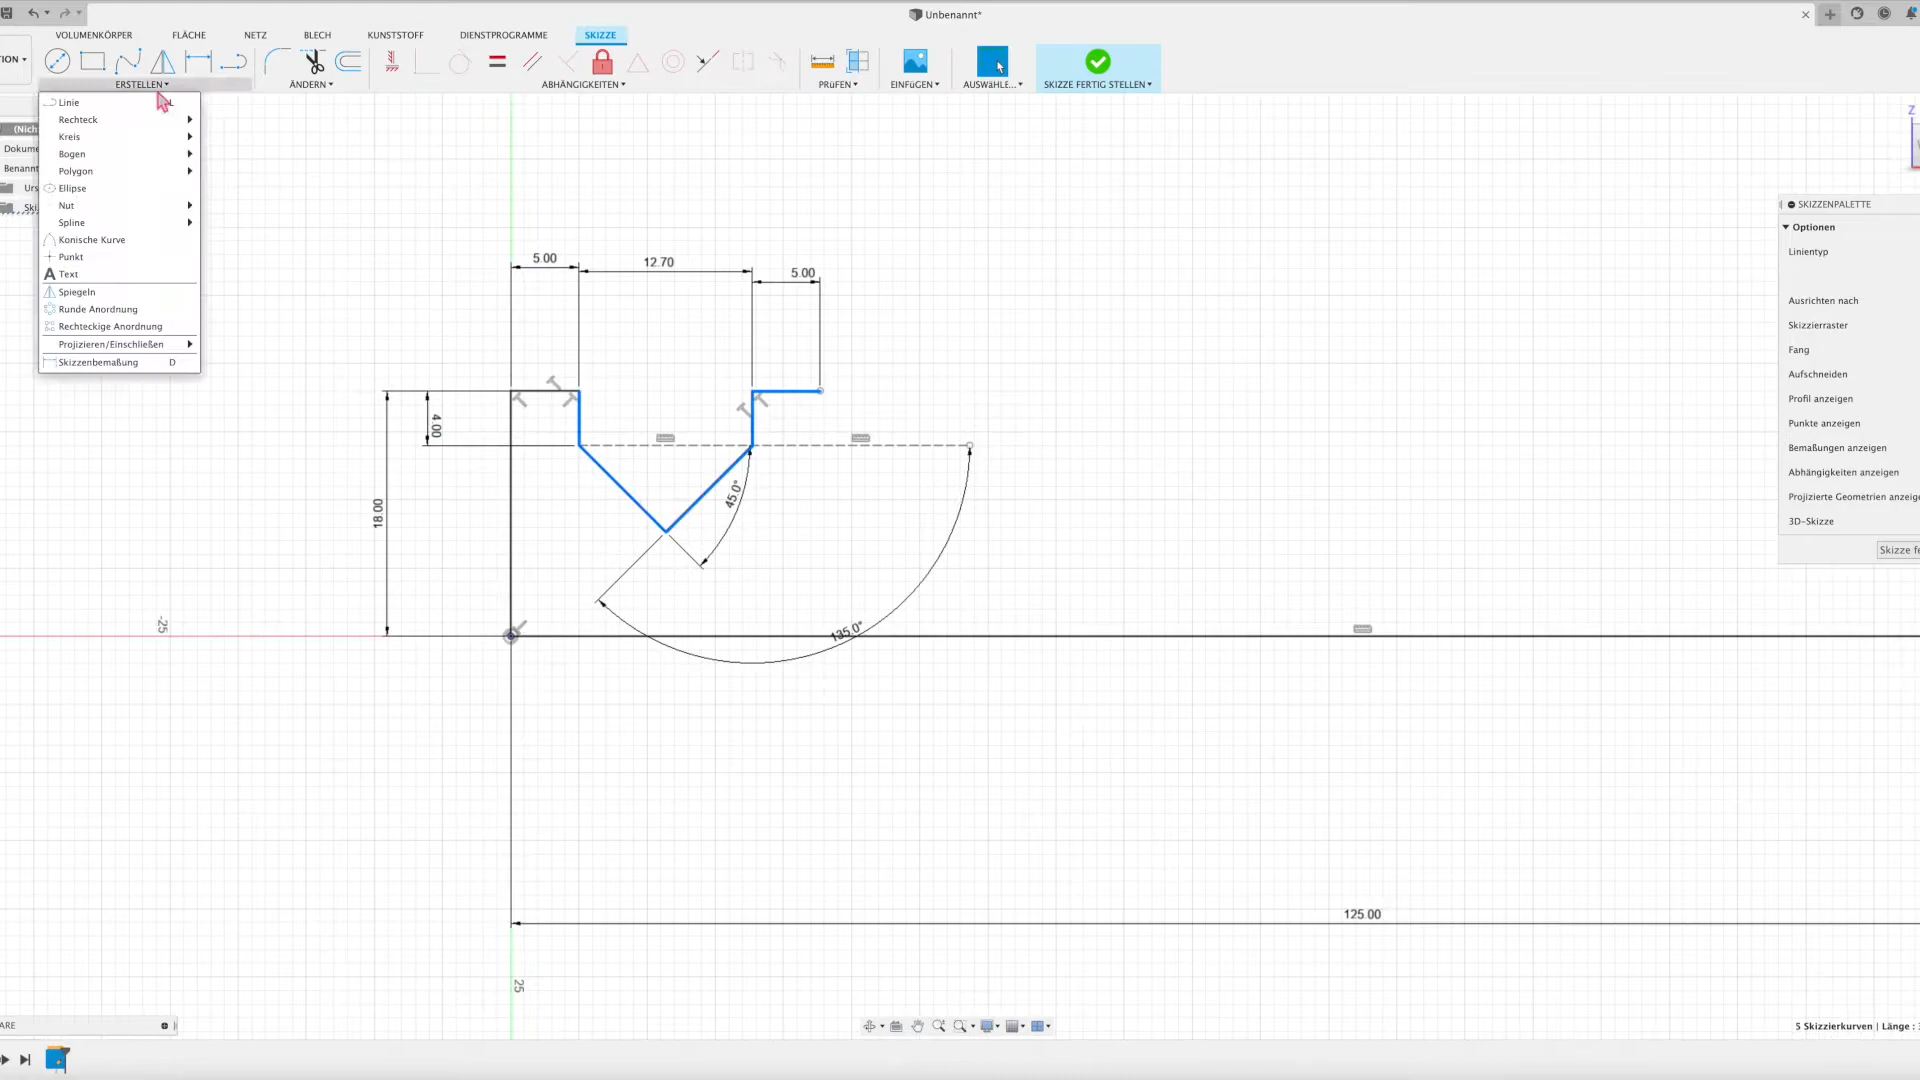 Unbenannt*
VOLUMENKÖRPER FLÄCHE NETZ BLECH KUNSTSTOFF DIENSTPROGRAMME SKIZZE
ION
ERSTELLEN ÄNDERN ABHÄNGIGKEITEN PRÜFEN EINFÜGEN AUSWÄHLE... SKIZZE FERTIG STELLEN
Linie L
Rechteck
Kreis
Bogen
Polygon
Ellipse
Nut
Spline
Konische Kurve
Punkt
A Text
Spiegeln
Runde Anordnung
Rechteckige Anordnung
Projizieren/Einschließen
Skizzenbemaßung D
(Nich
Dokume
Benannt
Urs
Ski
Z
SKIZZENPALETTE
Optionen
Linientyp
Ausrichten nach
Skizzierraster
Fang
Aufschneiden
Profil anzeigen
Punkte anzeigen
Bemaßungen anzeigen
Abhängigkeiten anzeigen
Projizierte Geometrien anzeige
3D-Skizze
Skizze fe
5.00
12.70
5.00
4.00
18.00
45.0°
135.0°
-25
125.00
25
ARE
5 Skizzierkurven | Länge : 3